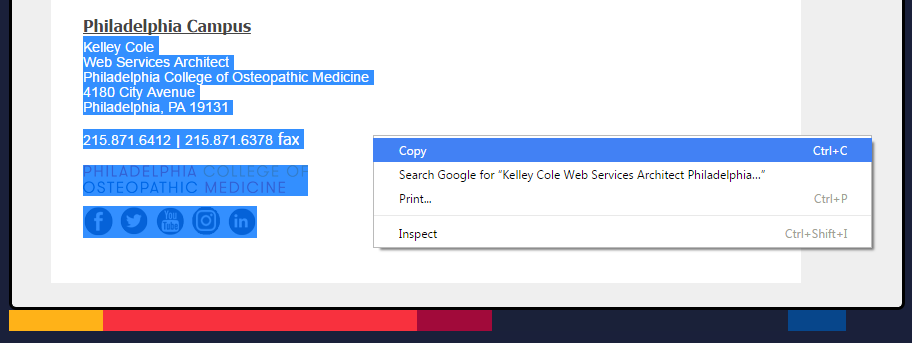 Philadelphia Campus
Kelley Cole
Web Services Architect
Philadelphia College of Osteopathic Medicine
4180 City Avenue
Philadelphia, PA 19131
215.871.6412 | 215.871.6378 fax
PHILADELPHIA COLLEGE OF
OSTEOPATHIC MEDICINE
f You Tube in
Copy Ctrl+C
Search Google for “Kelley Cole Web Services Architect Philadelphia...”
Print... Ctrl+P
Inspect Ctrl+Shift+I